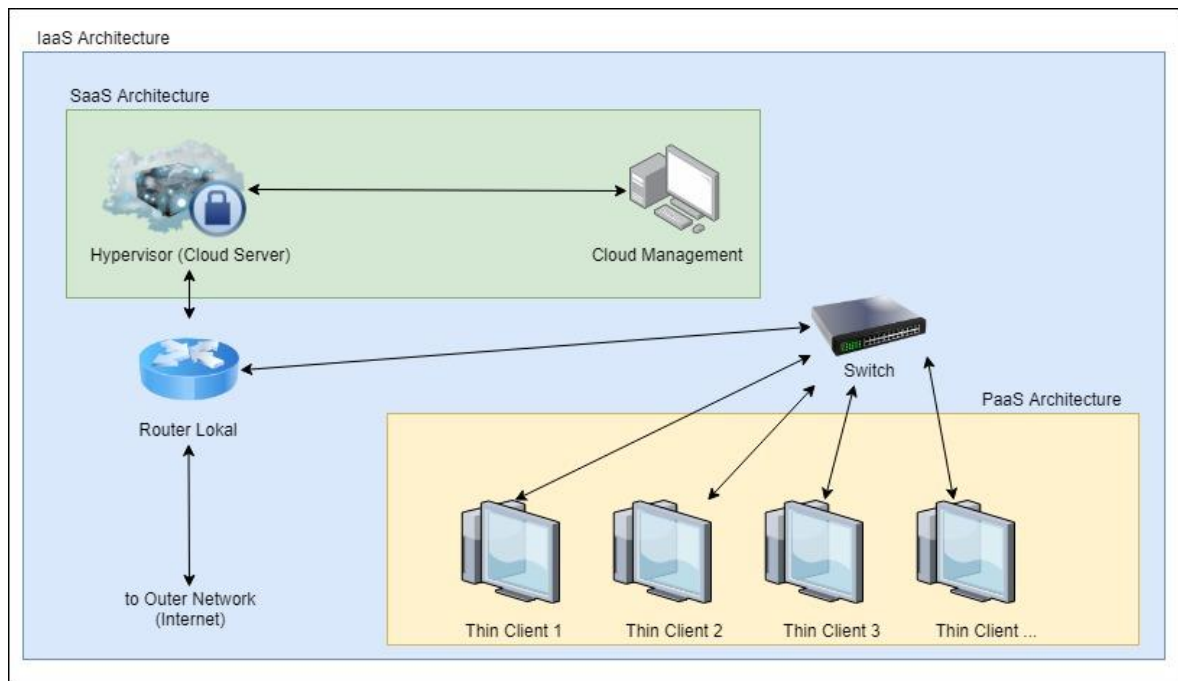 IaaS Architecture
SaaS Architecture
Hypervisor (Cloud Server)
Cloud Management
Switch
PaaS Architecture
Router Lokal
to Outer Network
(Internet)
Thin Client 1
Thin Client 2
Thin Client 3
Thin Client ...